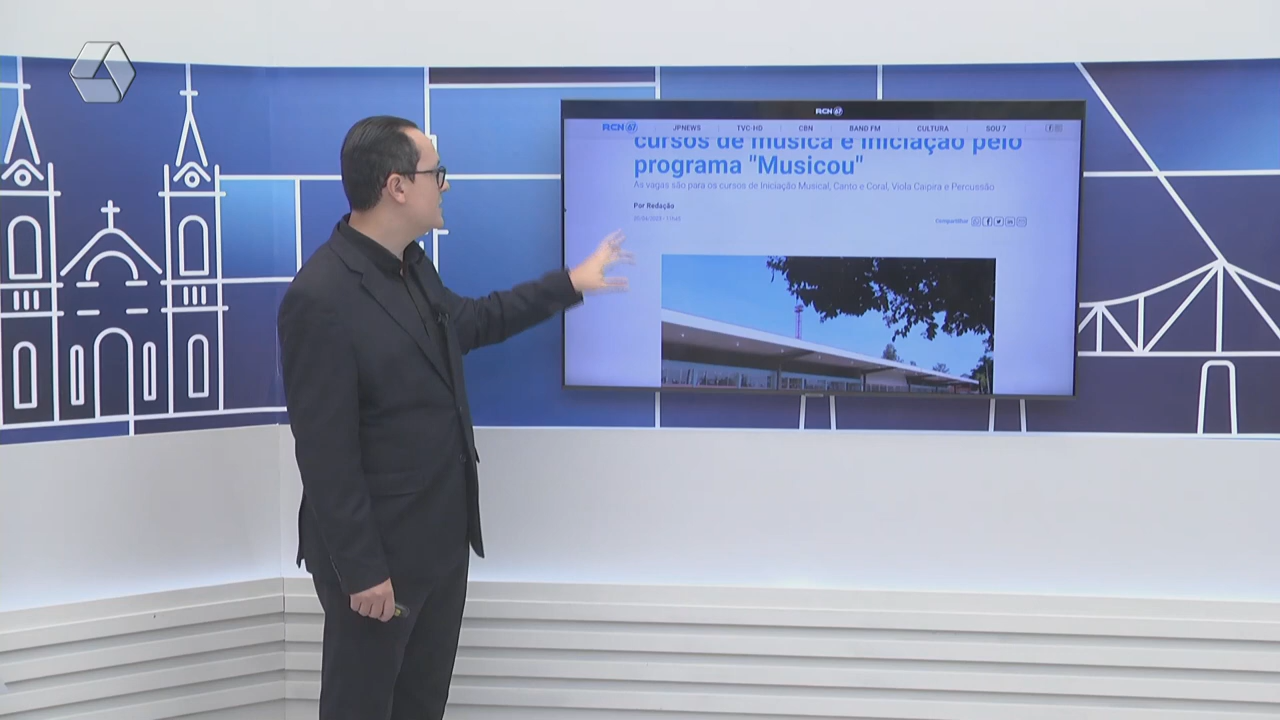 RCN 67
RCN 67 JPNEWS TVC-HD CBN BAND FM CULTURA SOU 7
cursos de música e iniciação pelo
programa "Musicou"
As vagas são para os cursos de Iniciação Musical, Canto e Coral, Viola Caipira e Percussão
Por Redação
Compartilhar